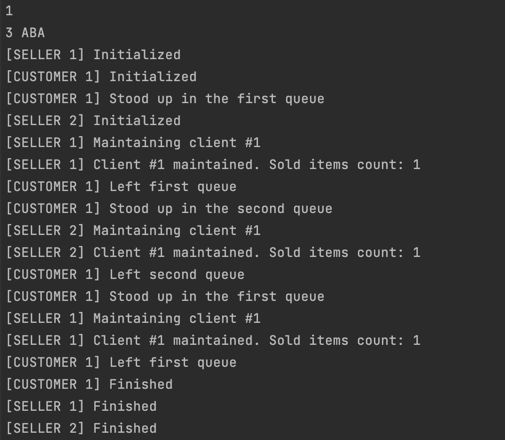 1
3 ABA
[SELLER 1] Initialized
[CUSTOMER 1] Initialized
[CUSTOMER 1] Stood up in the first queue
[SELLER 2] Initialized
[SELLER 1] Maintaining client #1
[SELLER 1] Client #1 maintained. Sold items count: 1
[CUSTOMER 1] Left first queue
[CUSTOMER 1] Stood up in the second queue
[SELLER 2] Maintaining client #1
[SELLER 2] Client #1 maintained. Sold items count: 1
[CUSTOMER 1] Left second queue
[CUSTOMER 1] Stood up in the first queue
[SELLER 1] Maintaining client #1
[SELLER 1] Client #1 maintained. Sold items count: 1
[CUSTOMER 1] Left first queue
[CUSTOMER 1] Finished
[SELLER 1] Finished
[SELLER 2] Finished